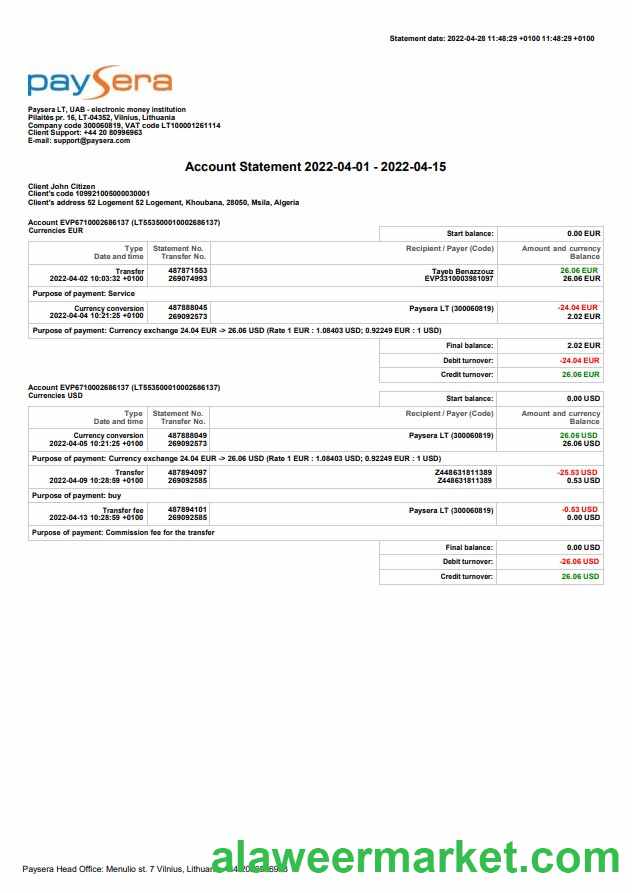 Statement date: 2022-04-28 11:48:29 +0100 11:48:29 +0100
paysera
Paysera LT, UAB - electronic money institution
Pilaitės pr. 16, LT-04352, Vilnius, Lithuania
Company code 300060819, VAT code LT100001261114
Client Support: +44 20 80996963
E-mail: support@paysera.com
Account Statement 2022-04-01 - 2022-04-15
Client John Citizen
Client's code 109921005000030001
Client's address 52 Logement 52 Logement, Khoubana, 28050, Msila, Algeria
Account EVP6710002686137 (LT553500010002686137)
Currencies EUR
Start balance: 0.00 EUR
Type Statement No. Recipient / Payer (Code) Amount and currency
Date and time Transfer No. Balance
Transfer 487871553 Tayeb Benazzouz 26.06 EUR
2022-04-02 10:03:32 +0100 269074993 EVP3310003981097 26.06 EUR
Purpose of payment: Service
Currency conversion 487888045 Paysera LT (300060819) -24.04 EUR
2022-04-04 10:21:25 +0100 269092573 2.02 EUR
Purpose of payment: Currency exchange 24.04 EUR -> 26.06 USD (Rate 1 EUR : 1.08403 USD; 0.92249 EUR : 1 USD)
Final balance: 2.02 EUR
Debit turnover: -24.04 EUR
Credit turnover: 26.06 EUR
Account EVP6710002686137 (LT553500010002686137)
Currencies USD
Start balance: 0.00 USD
Type Statement No. Recipient / Payer (Code) Amount and currency
Date and time Transfer No. Balance
Currency conversion 487888049 Paysera LT (300060819) 26.06 USD
2022-04-05 10:21:25 +0100 269092573 26.06 USD
Purpose of payment: Currency exchange 24.04 EUR -> 26.06 USD (Rate 1 EUR : 1.08403 USD; 0.92249 EUR : 1 USD)
Transfer 487894097 Z448631811389 -25.53 USD
2022-04-09 10:28:59 +0100 269092585 Z448631811389 0.53 USD
Purpose of payment: buy
Transfer fee 487894101 Paysera LT (300060819) -0.53 USD
2022-04-13 10:28:59 +0100 269092585 0.00 USD
Purpose of payment: Commission fee for the transfer
Final balance: 0.00 USD
Debit turnover: -26.06 USD
Credit turnover: 26.06 USD
alaweermarket.com
Paysera Head Office: Menulio st. 7 Vilnius,